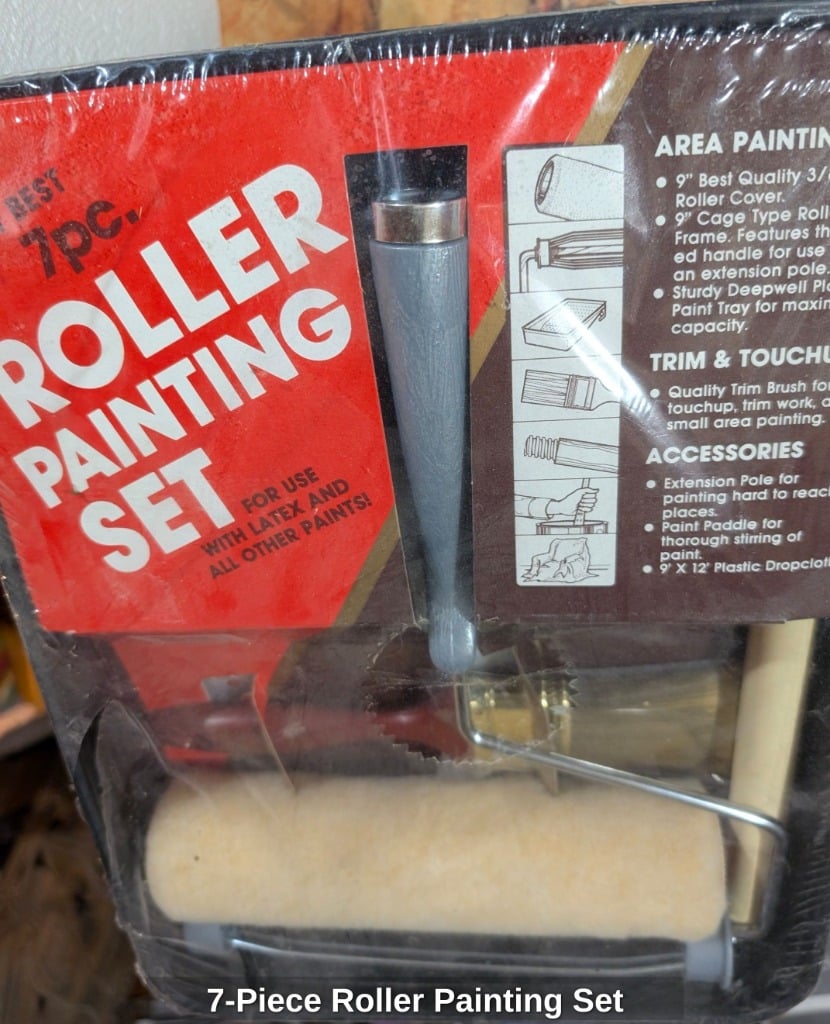 BEST
7pc.
ROLLER
PAINTING
SET
FOR USE
WITH LATEX AND
ALL OTHER PAINTS!
AREA PAINTIN
• 9" Best Quality 3/
Roller Cover.
• 9" Cage Type Roll
Frame. Features th
ed handle for use
an extension pole.
• Sturdy Deepwell Pla
Paint Tray for maxim
capacity.
TRIM & TOUCHU
• Quality Trim Brush for
touchup, trim work, a
small area painting.
ACCESSORIES
• Extension Pole for
painting hard to reach
places.
• Paint Paddle for
thorough stirring of
paint.
• 9' X 12' Plastic Dropcloth
7-Piece Roller Painting Set